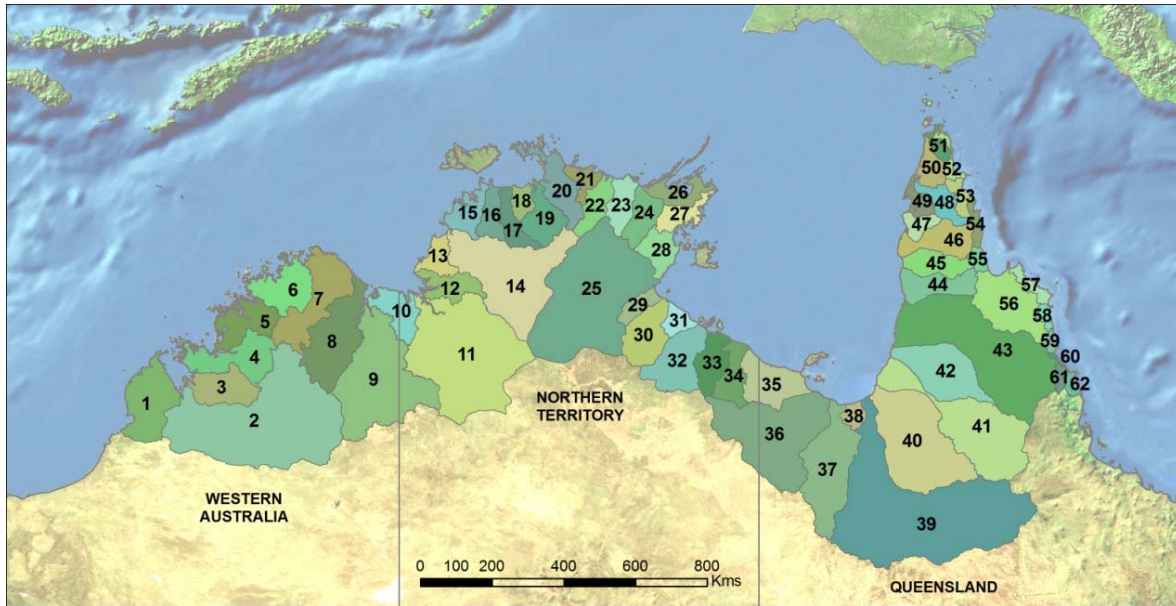 51
50 52
21
20 26
18 49 48 53
15 16 22 23 24 27
19 47
17 54
46
28
13 45 55
6 14 25 44 57
7 12 56
10 29 58
5 31
8 30 59
4 11 32 43 60
33
9 34 42 61 62
3 35
1
2 NORTHERN
TERRITORY 38
36 40 41
37
WESTERN
AUSTRALIA
39
0 100 200 400 600 800
Kms
QUEENSLAND